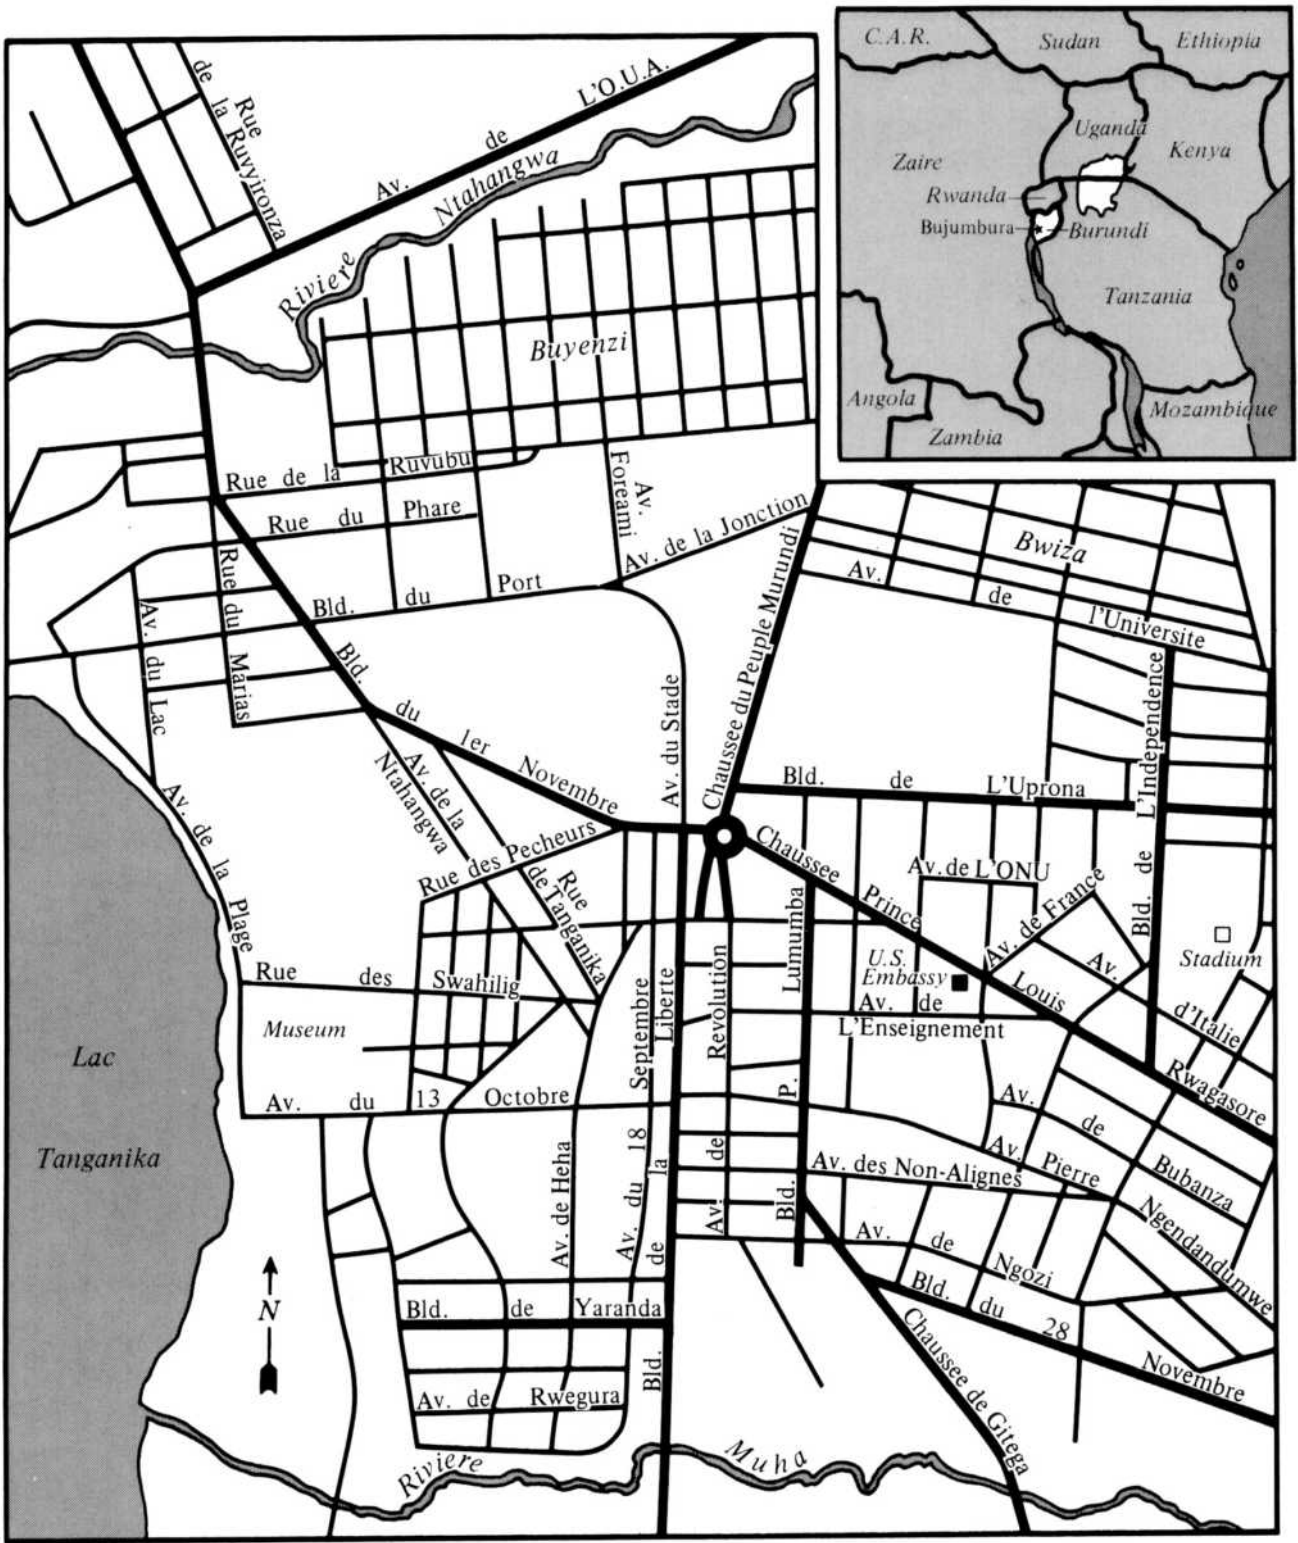 C.A.R.
Sudan
Ethiopia
Uganda
Kenya
Zaire
Rwanda
Bujumbura
Burundi
Tanzania
Angola
Zambia
Mozambique
Rue de la Ruvyironza
Av. de L'O.U.A.
Riviere Ntahangwa
Buyenzi
Rue de la Ruvubu
Rue du Phare
Av. Foreami
Av. de la Jonction
Bld. du Port
Rue du Marias
Av. du Lac
Bld. du 1er Novembre
Av. du Stade
Chaussee du Peuple Murundi
Bwiza
Av. de l'Universite
Bld. de L'Independence
Bld. de L'Uprona
Av. de la Ntahangwa
Rue des Pecheurs
Rue de Tanganika
Av. de la Plage
Chaussee Prince Louis Rwagasore
Av. de L'ONU
Av. de France
Av. d'Italie
Stadium
U.S.
Embassy
Av. de L'Enseignement
Rue des Swahilig
Museum
Av. du 13 Octobre
Av. du 18 Septembre
Bld. de la Liberte
Av. de Revolution
Bld. P. Lumumba
Av. de Heha
Av. de Bubanza
Av. Pierre Ngendandumwe
Av. des Non-Alignes
Av. de Ngozi
Bld. du 28 Novembre
Chaussee de Gitega
Lac
Tanganika
N
Bld. de Yaranda
Av. de Rwegura
Riviere Muha